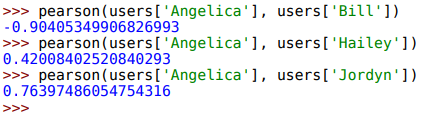 >>> pearson(users['Angelica'], users['Bill'])
-0.90405349906826993
>>> pearson(users['Angelica'], users['Hailey'])
0.42008402520840293
>>> pearson(users['Angelica'], users['Jordyn'])
0.76397486054754316
>>>